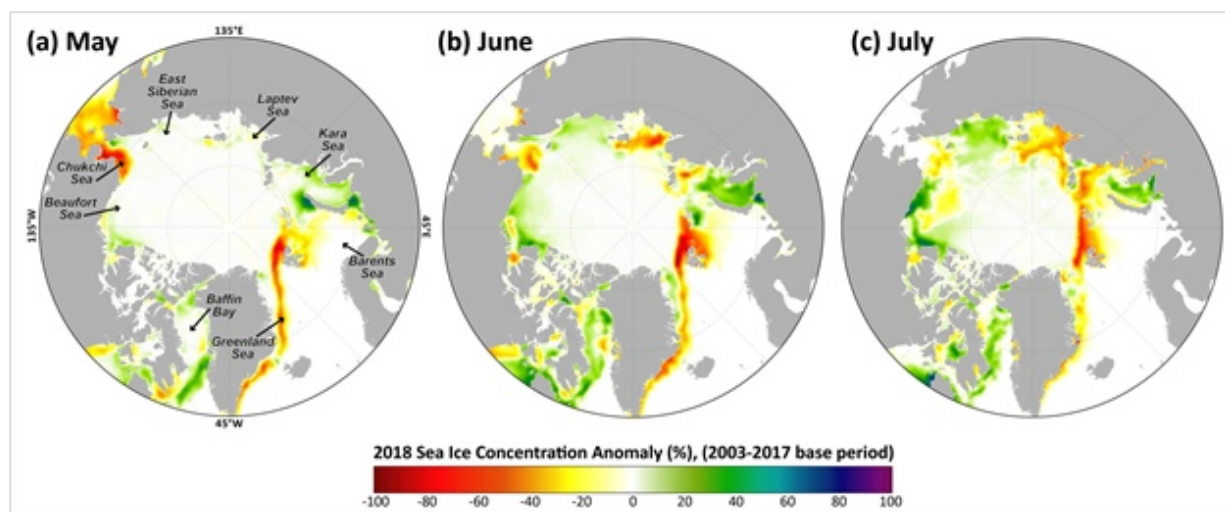 (a) May
(b) June
(c) July
135°E
East
Siberian
Sea
Laptev
Sea
Kara
Sea
Chukchi
Sea
Beaufort
Sea
135°W
45°E
Barents
Sea
Baffin
Bay
Greenland
Sea
45°W
2018 Sea Ice Concentration Anomaly (%), (2003-2017 base period)
-100 -80 -60 -40 -20 0 20 40 60 80 100